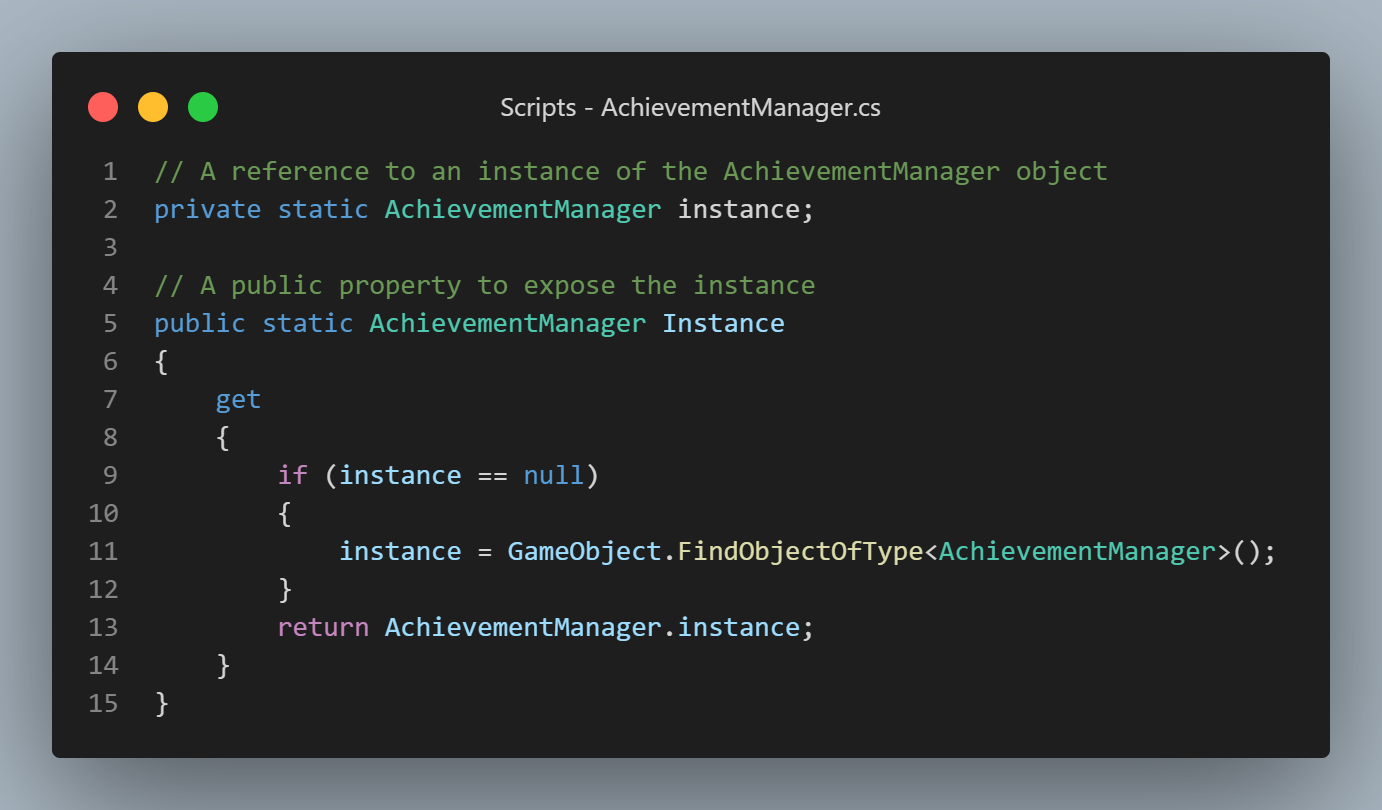 Scripts - AchievementManager.cs
1 // A reference to an instance of the AchievementManager object
2 private static AchievementManager instance;
3
4 // A public property to expose the instance
5 public static AchievementManager Instance
6 {
7     get
8     {
9         if (instance == null)
10         {
11             instance = GameObject.FindObjectOfType<AchievementManager>();
12         }
13         return AchievementManager.instance;
14     }
15 }